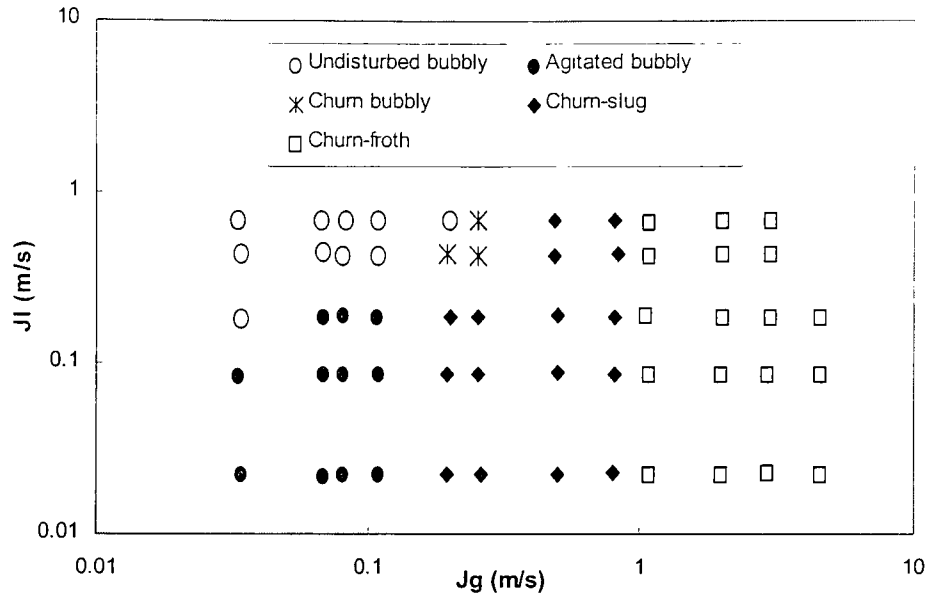 10
Undisturbed bubbly
Agitated bubbly
Churn bubbly
Churn-slug
Churn-froth
1
Jl (m/s)
0.1
0.01
0.01
0.1
1
10
Jg (m/s)